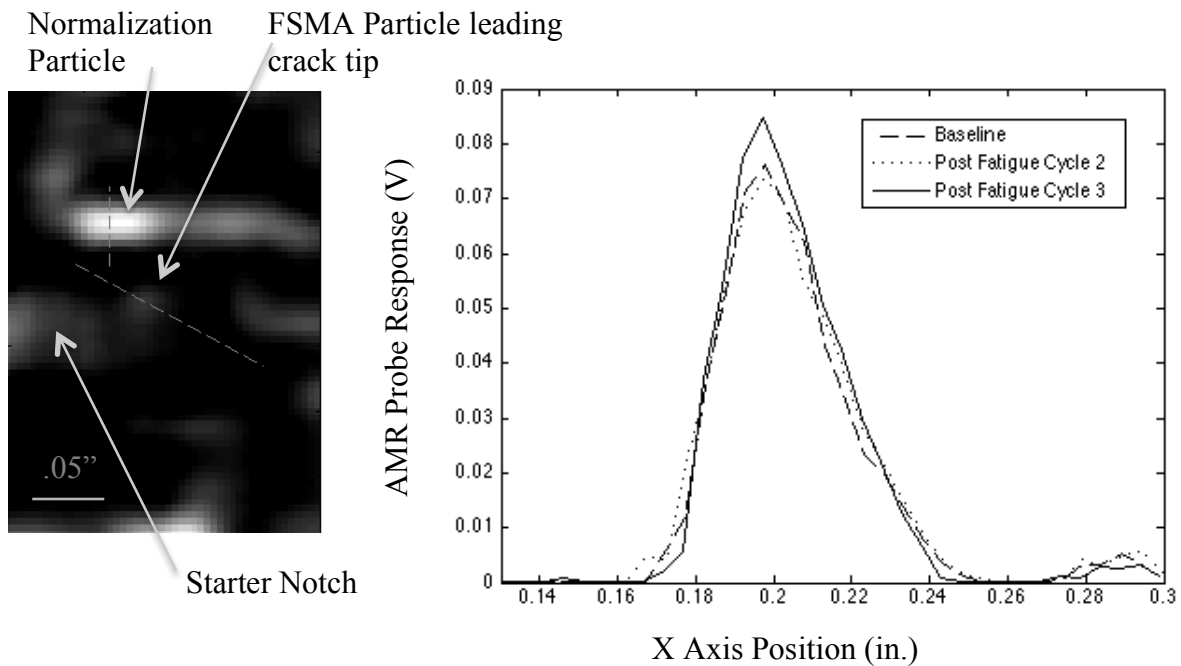 Normalization
Particle
FSMA Particle leading
crack tip
.05”
Starter Notch
AMR Probe Response (V)
0.09
0.08
0.07
0.06
0.05
0.04
0.03
0.02
0.01
0
Baseline
Post Fatigue Cycle 2
Post Fatigue Cycle 3
0.14 0.16 0.18 0.2 0.22 0.24 0.26 0.28 0.3
X Axis Position (in.)